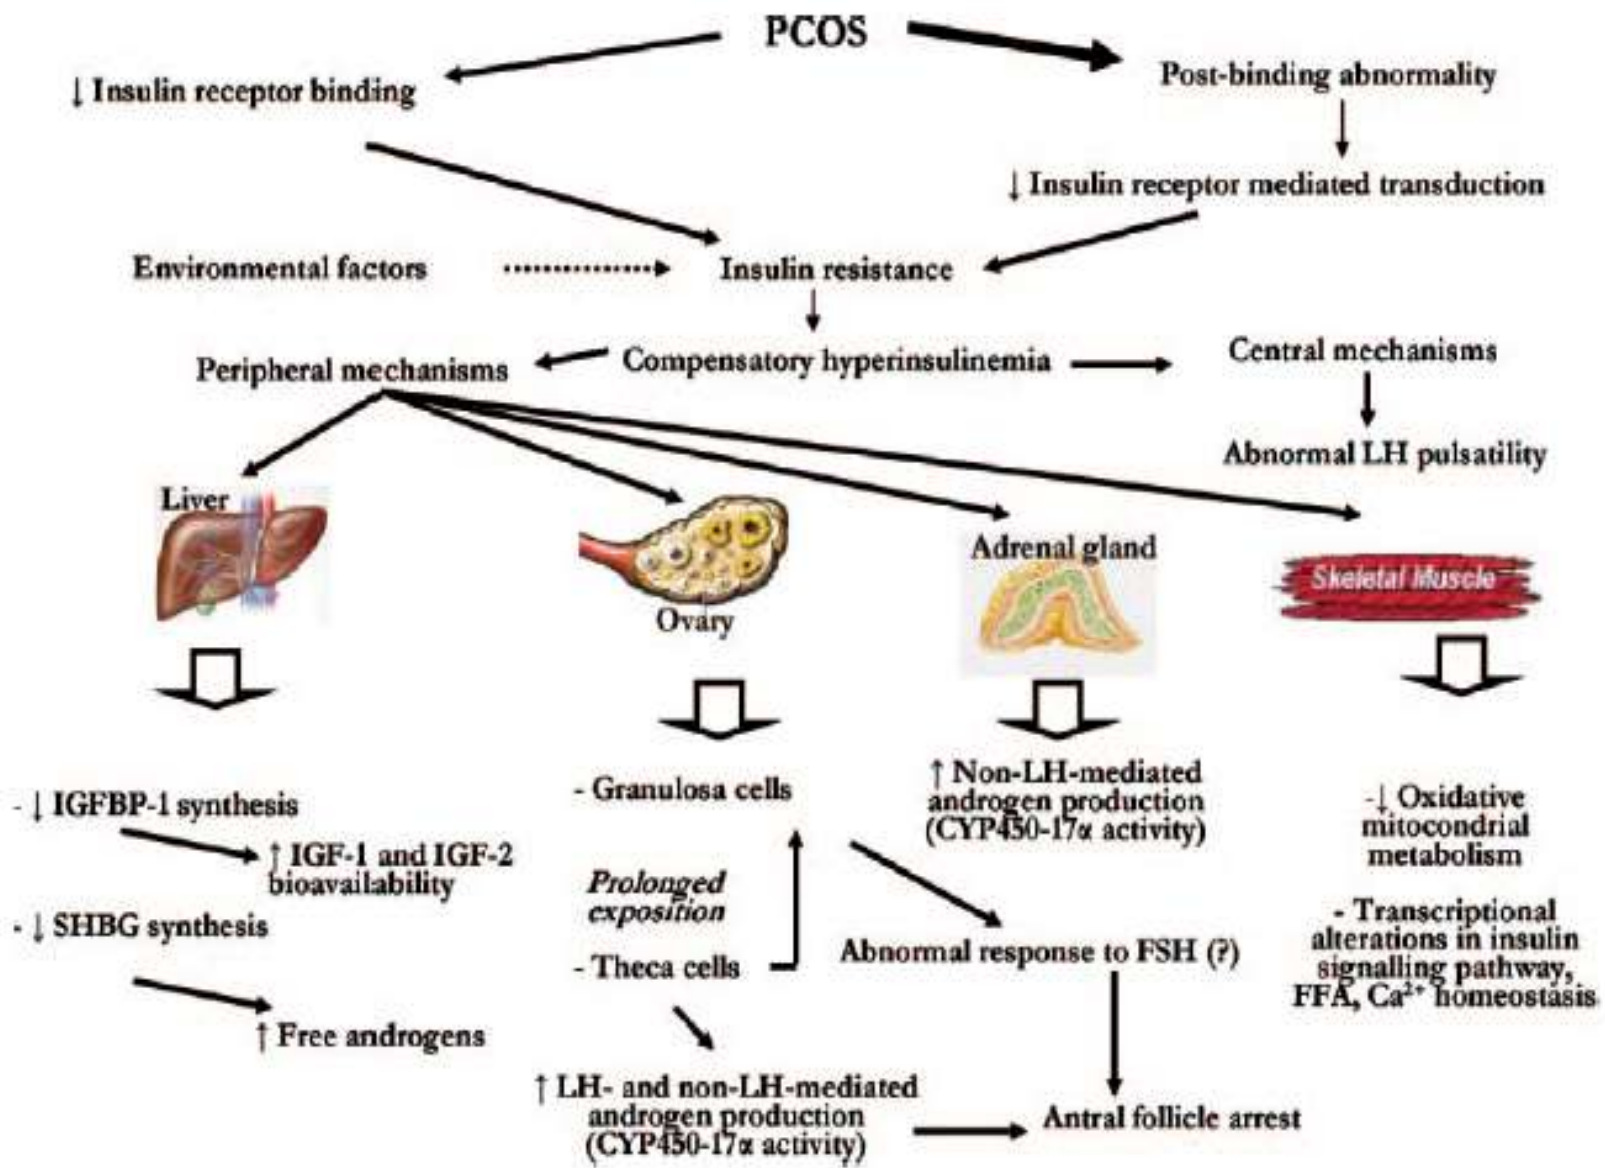 PCOS
↓ Insulin receptor binding
Post-binding abnormality
↓ Insulin receptor mediated transduction
Environmental factors
Insulin resistance
Peripheral mechanisms
Compensatory hyperinsulinemia
Central mechanisms
Abnormal LH pulsatility
Liver
Ovary
Adrenal gland
Skeletal Muscle
- ↓ IGFBP-1 synthesis
↑ IGF-1 and IGF-2
bioavailability
- ↓ SHBG synthesis
↑ Free androgens
- Granulosa cells
Prolonged
exposition
- Theca cells
↑ LH- and non-LH-mediated
androgen production
(CYP450-17α activity)
↑ Non-LH-mediated
androgen production
(CYP450-17α activity)
Abnormal response to FSH (?)
Antral follicle arrest
-↓ Oxidative
mitocondrial
metabolism
- Transcriptional
alterations in insulin
signalling pathway,
FFA, Ca²⁺ homeostasis